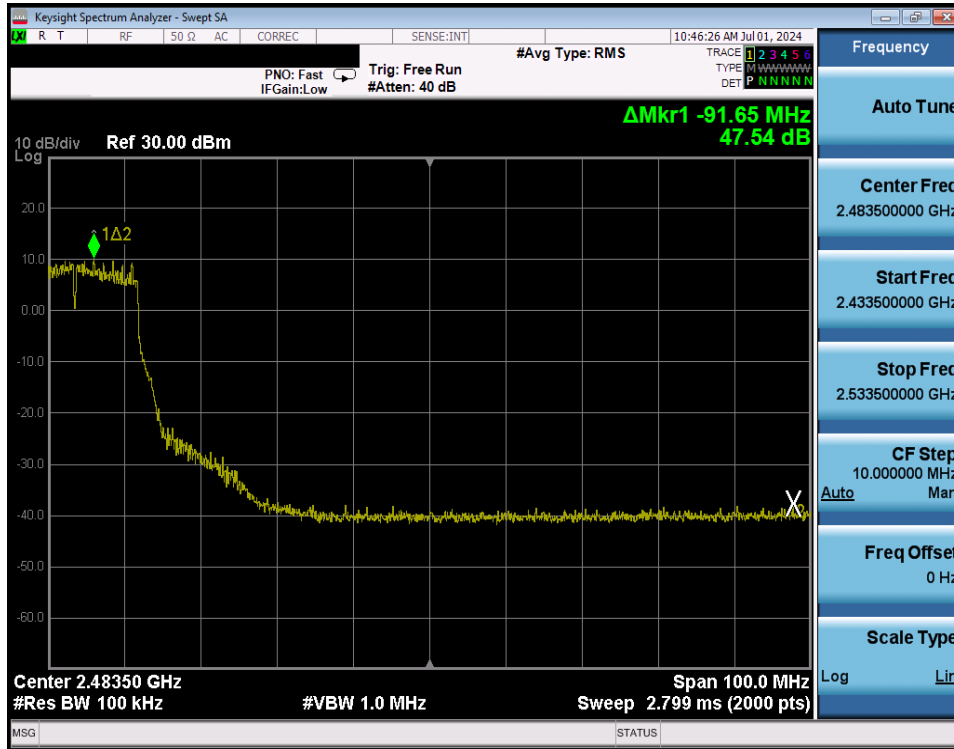 Keysight Spectrum Analyzer - Swept SA
LXI R T RF 50 Ω AC CORREC SENSE:INT 10:46:26 AM Jul 01, 2024
#Avg Type: RMS
TRACE 1 2 3 4 5 6
TYPE M WWWWW
DET P N N N N N
PNO: Fast
IFGain:Low
Trig: Free Run
#Atten: 40 dB
ΔMkr1 -91.65 MHz
47.54 dB
10 dB/div Ref 30.00 dBm
Log
20.0
1Δ2
10.0
0.00
-10.0
-20.0
-30.0
-40.0
-50.0
-60.0
Center 2.48350 GHz Span 100.0 MHz
#Res BW 100 kHz #VBW 1.0 MHz Sweep 2.799 ms (2000 pts)
MSG STATUS
Frequency
Auto Tune
Center Freq
2.483500000 GHz
Start Freq
2.433500000 GHz
Stop Freq
2.533500000 GHz
CF Step
10.000000 MHz
Auto Man
Freq Offset
0 Hz
Scale Type
Log Lin